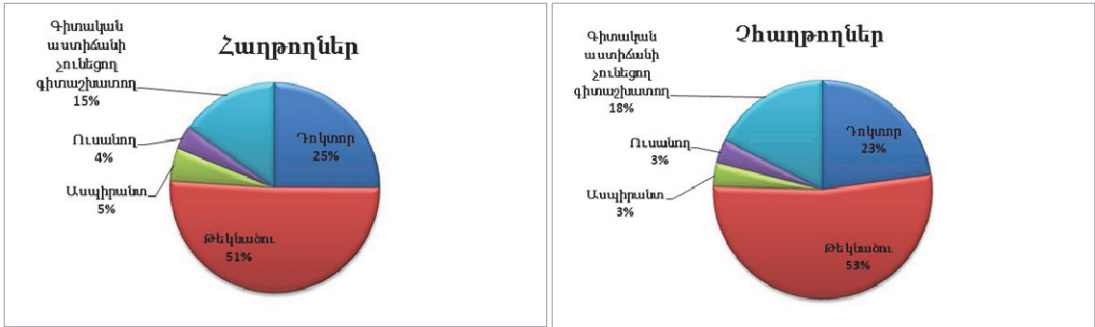 Հաղթողներ
Գիտական
աստիճանի
չունեցող
գիտաշխատող
15%
Ուսանող
4%
Ասպիրանտ
5%
Դոկտոր
25%
Թեկնածու
51%
Չհաղթողներ
Գիտական
աստիճանի
չունեցող
գիտաշխատող
18%
Ուսանող
3%
Ասպիրանտ
3%
Դոկտոր
23%
Թեկնածու
53%